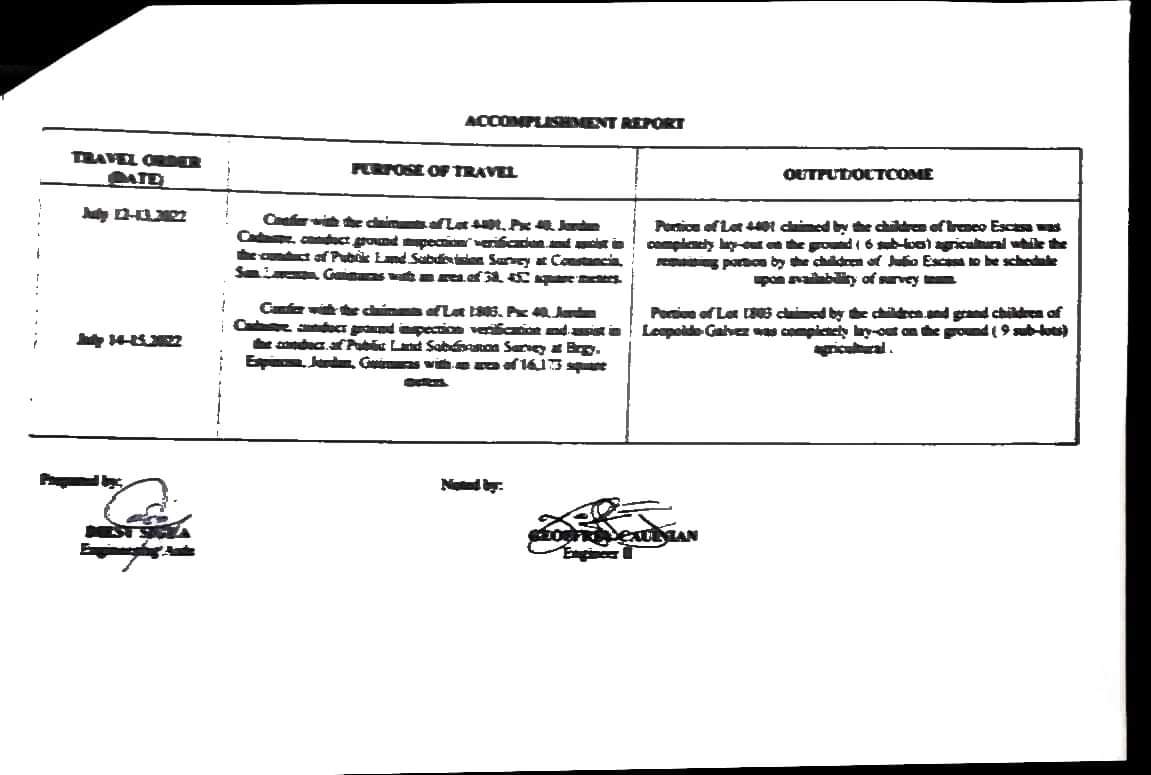 ACCOMPLISHMENT REPORT
TRAVEL ORDER
(DATE)
PURPOSE OF TRAVEL
OUTPUT/OUTCOME
July 12-13,2022
Confer with the claimants of Lot 4401, Psc 40, Jordan
Cadastre, conduct ground inspection/ verification and assist in
the conduct of Public Land Subdivision Survey at Constancia,
San Lorenzo, Guimaras with an area of 38, 452 square meters.
Portion of Lot 4401 claimed by the children of Ireneo Escasa was
completely lay-out on the ground ( 6 sub-lots) agricultural while the
remaining portion by the children of Julio Escasa to be schedule
upon availability of survey team.
July 14-15,2022
Confer with the claimants of Lot 1803, Psc 40, Jordan
Cadastre, conduct ground inspection verification and assist in
the conduct of Public Land Subdivision Survey at Brgy,
Espinosa, Jordan, Guimaras with an area of 16,173 square
meters.
Portion of Lot 1803 claimed by the children and grand children of
Leopoldo Galvez was completely lay-out on the ground ( 9 sub-lots)
agricultural .
Prepared by:
Noted by:
Engineering
Engineer II